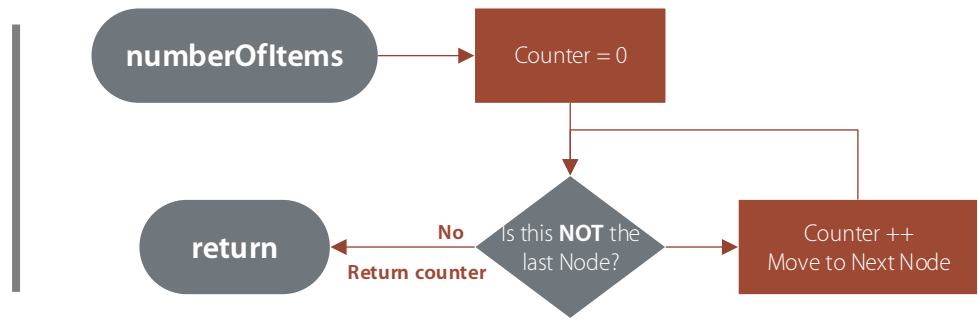 numberOfItems
Counter = 0
Is this NOT the
last Node?
No
Return counter
return
Counter ++
Move to Next Node